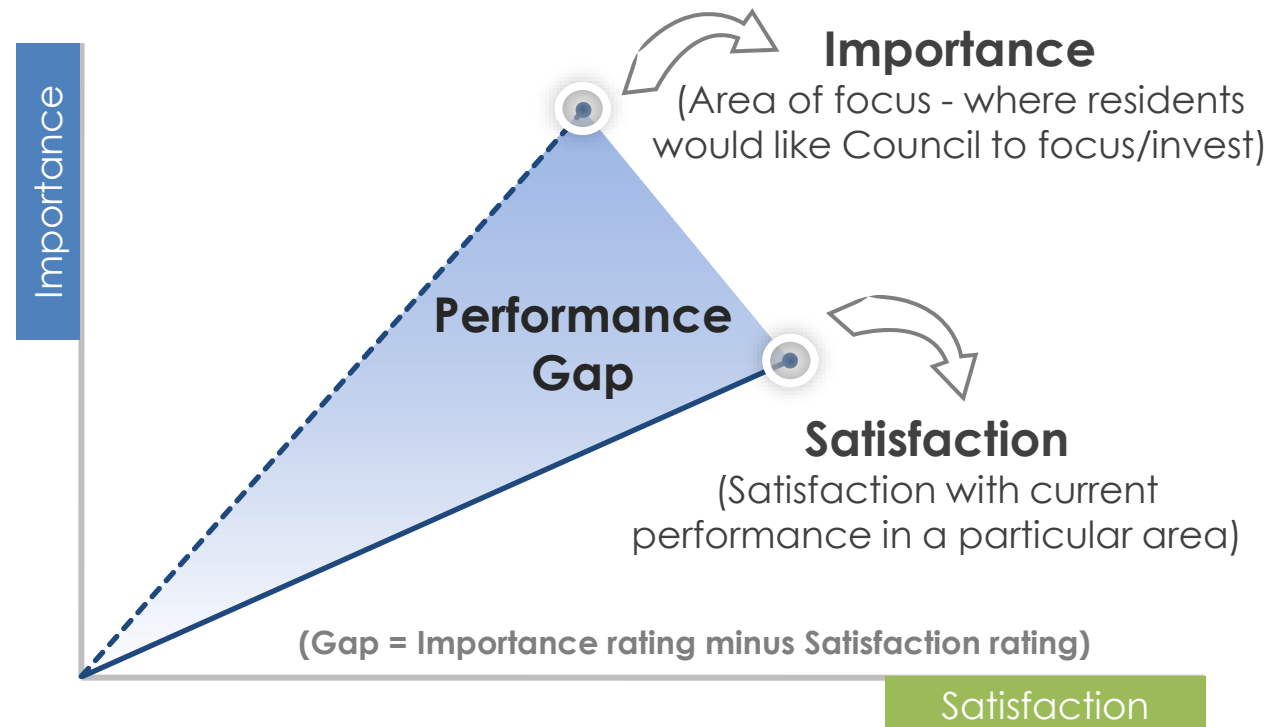 Importance
Importance
(Area of focus - where residents
would like Council to focus/invest)
Performance
Gap
Satisfaction
(Satisfaction with current
performance in a particular area)
(Gap = Importance rating minus Satisfaction rating)
Satisfaction